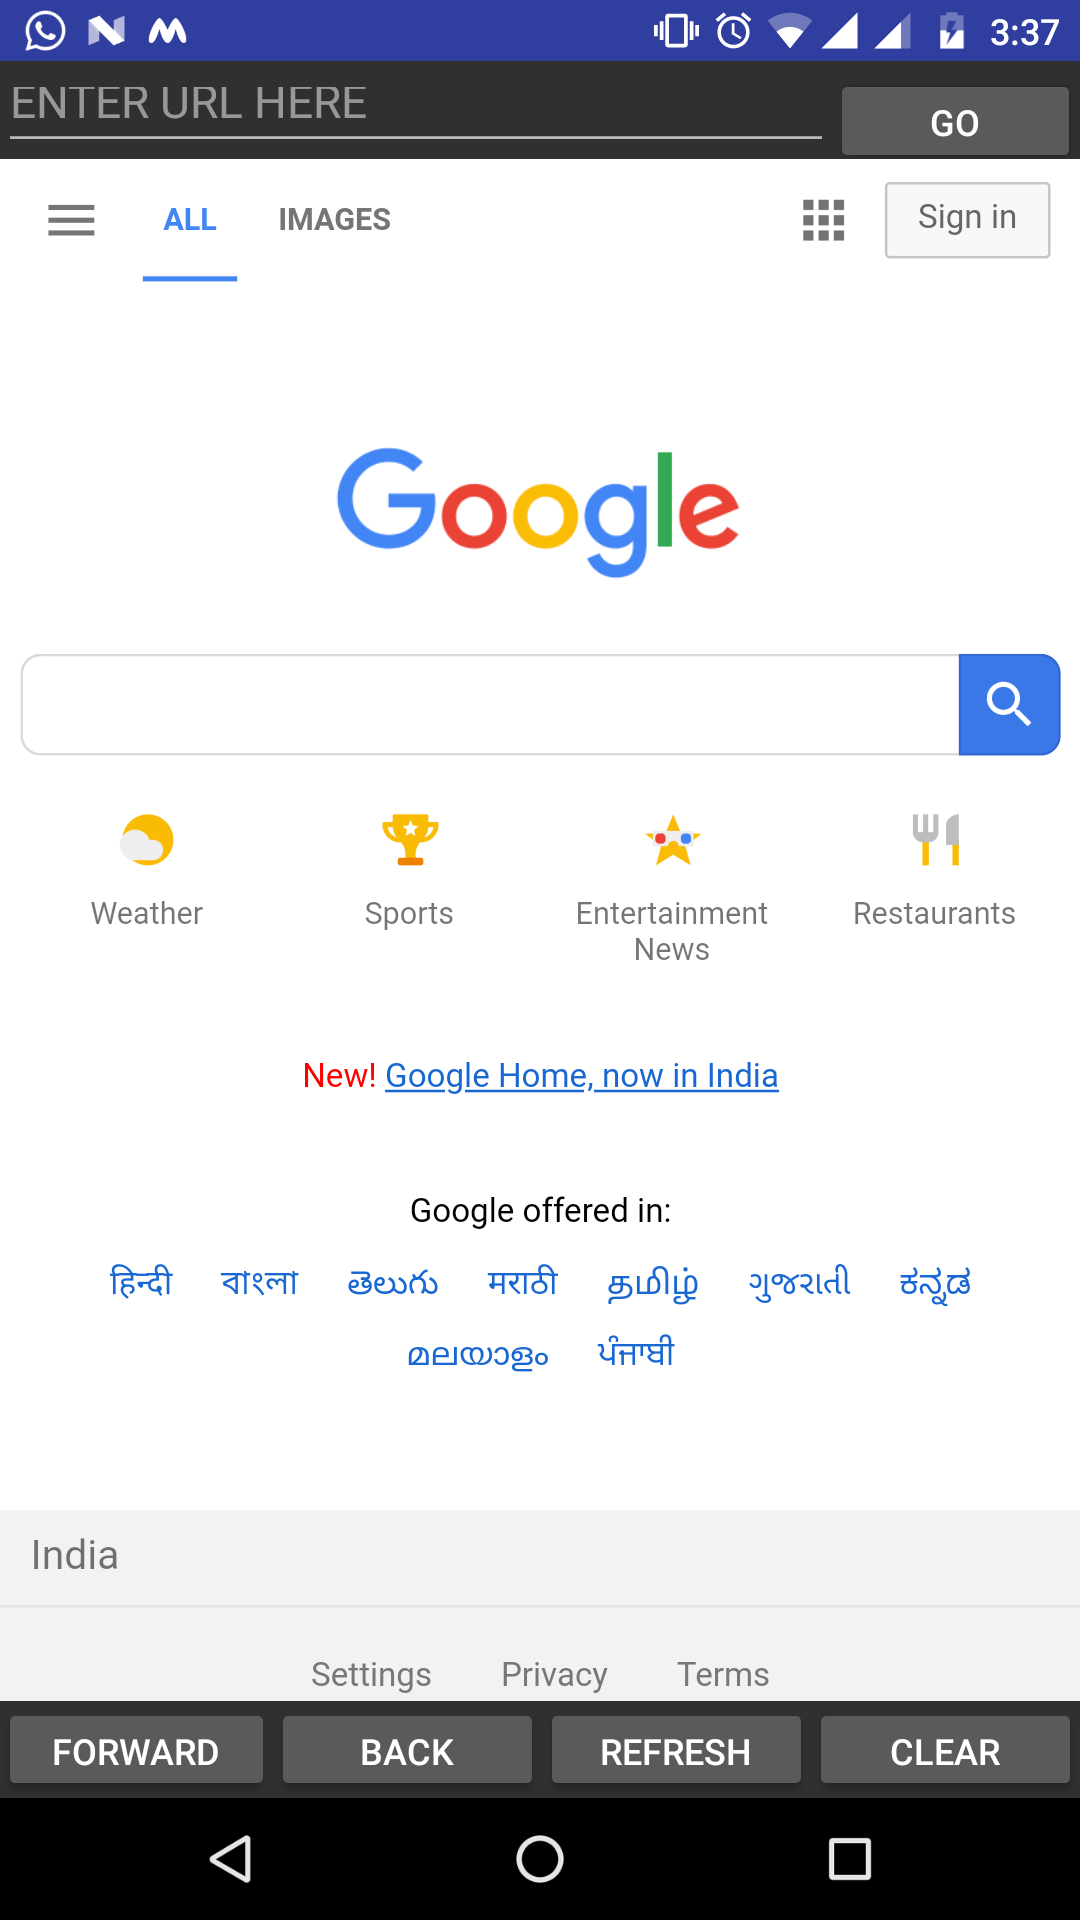 3:37
ENTER URL HERE
GO
ALL IMAGES Sign in
Google
Weather Sports Entertainment News Restaurants
New! Google Home, now in India
Google offered in:
हिन्दी বাংলা తెలుగు मराठी தமிழ் ગુજરાતી ಕನ್ನಡ
മലയാളം ਪੰਜਾਬੀ
India
Settings Privacy Terms
FORWARD BACK REFRESH CLEAR